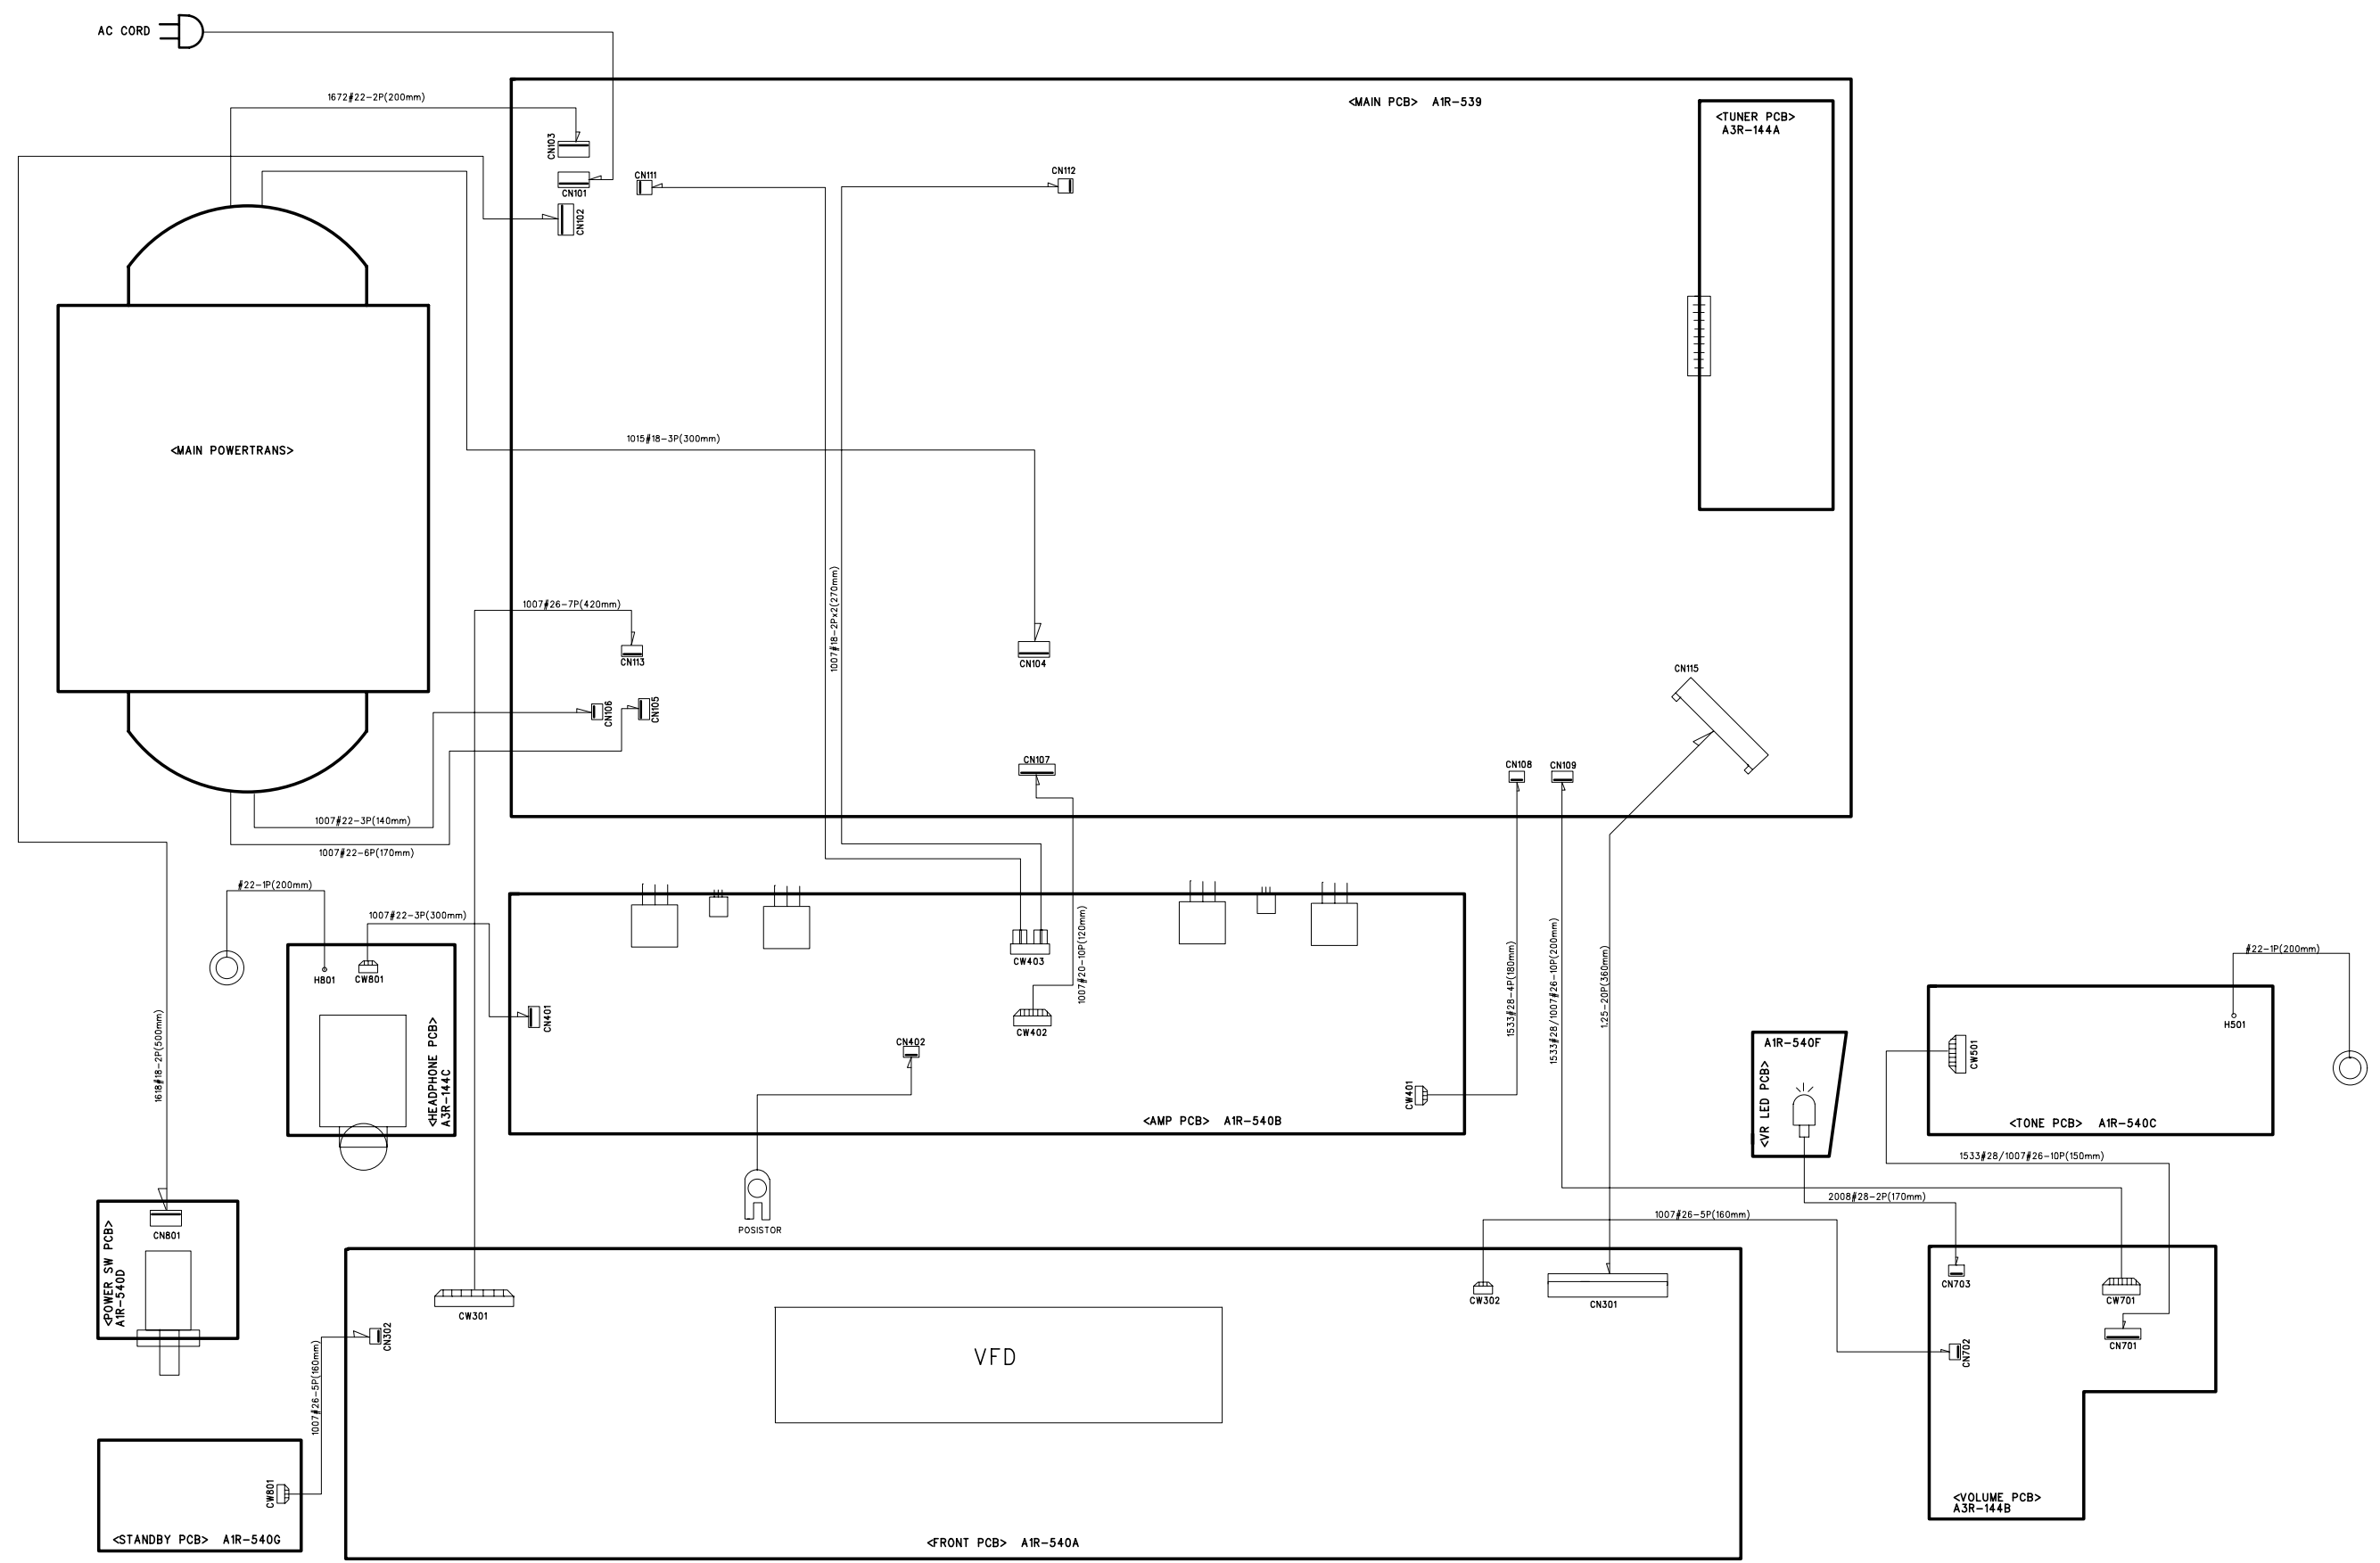 AC CORD
1672#22-2P(200mm)
<MAIN PCB> A1R-539
<TUNER PCB>
A3R-144A
CN103
CN101
CN102
CN111
CN112
<MAIN POWERTRANS>
1015#18-3P(300mm)
1007#26-7P(420mm)
1007#18-2Px2(270mm)
CN113
CN104
CN115
CN106
CN105
CN107
CN108
CN109
1007#22-3P(140mm)
1007#22-6P(170mm)
#22-1P(200mm)
1007#22-3P(300mm)
H801
CW801
<HEADPHONE PCB>
A3R-144C
CN401
CW403
CW402
CN402
CW401
1007#20-10P(120mm)
<AMP PCB> A1R-540B
1533#28-4P(180mm)
1533#28/1007#26-10P(200mm)
1.25-20P(360mm)
#22-1P(200mm)
H501
CW501
<TONE PCB> A1R-540C
A1R-540F
<VR LED PCB>
1533#28/1007#26-10P(150mm)
2008#28-2P(170mm)
1007#26-5P(160mm)
1618#18-2P(500mm)
POSISTOR
CN801
<POWER SW PCB>
A1R-540D
CW301
CN302
CW302
CN301
VFD
CN703
CW701
CN701
CN702
<VOLUME PCB>
A3R-144B
1007#26-5P(160mm)
CW801
<STANDBY PCB> A1R-540G
<FRONT PCB> A1R-540A